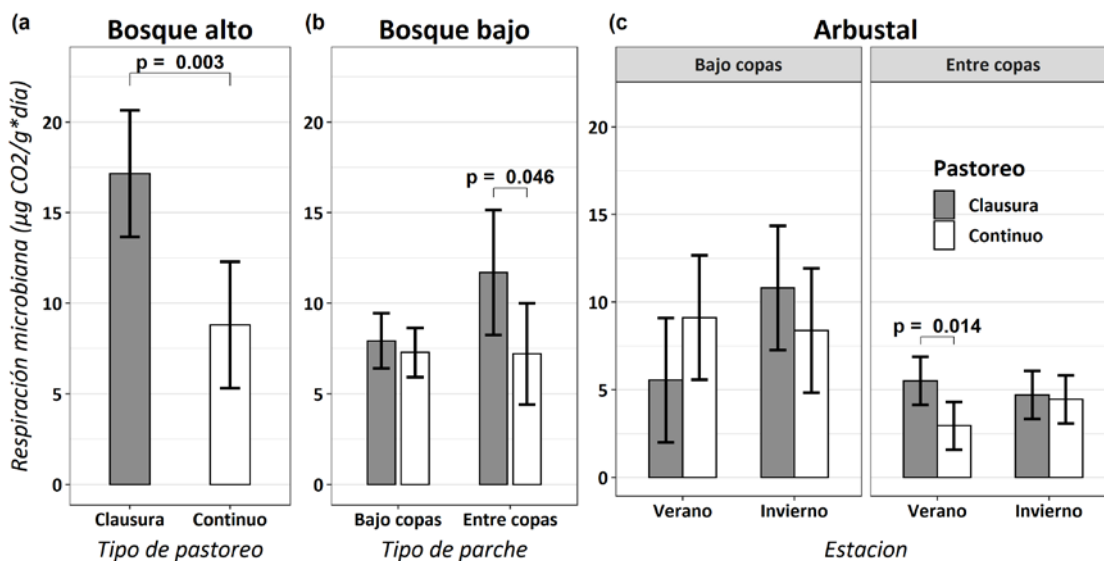 (a)
Bosque alto
(b)
Bosque bajo
(c)
Arbustal
Respiración microbiana (µg CO2/g*día)
p = 0.003
20
15
10
5
0
Clausura
Continuo
Tipo de pastoreo
20
15
10
5
0
p = 0.046
Bajo copas
Entre copas
Tipo de parche
Bajo copas
Entre copas
20
15
10
5
0
Pastoreo
Clausura
Continuo
p = 0.014
Verano
Invierno
Verano
Invierno
Estacion